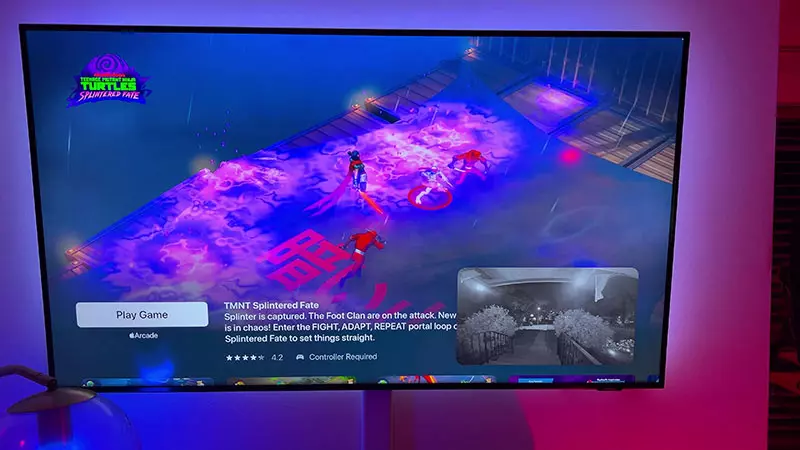 TEENAGE MUTANT NINJA
TURTLES
SPLINTERED FATE
Play Game
Arcade
TMNT Splintered Fate
Splinter is captured. The Foot Clan are on the attack. New
is in chaos! Enter the FIGHT, ADAPT, REPEAT portal loop o
Splintered Fate to set things straight.
★★★★★ 4.2 Controller Required